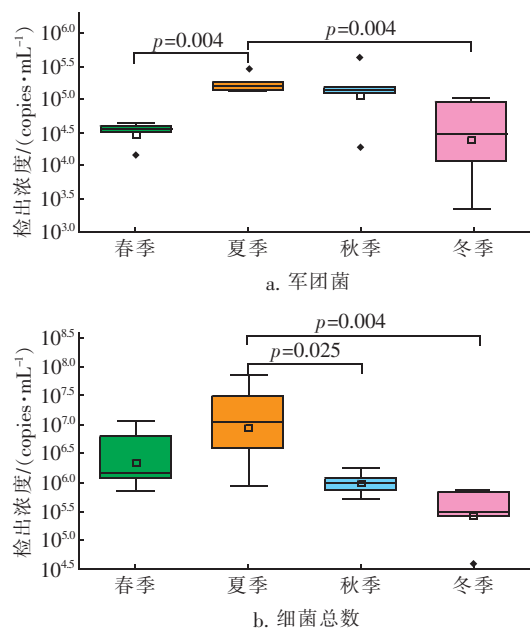 p=0.004 p=0.004
检出浓度/(copies·mL⁻¹)
10^6.0
10^5.5
10^5.0
10^4.5
10^4.0
10^3.5
10^3.0
春季 夏季 秋季 冬季
a. 军团菌
p=0.004
p=0.025
检出浓度/(copies·mL⁻¹)
10^8.5
10^8.0
10^7.5
10^7.0
10^6.5
10^6.0
10^5.5
10^5.0
10^4.5
春季 夏季 秋季 冬季
b. 细菌总数